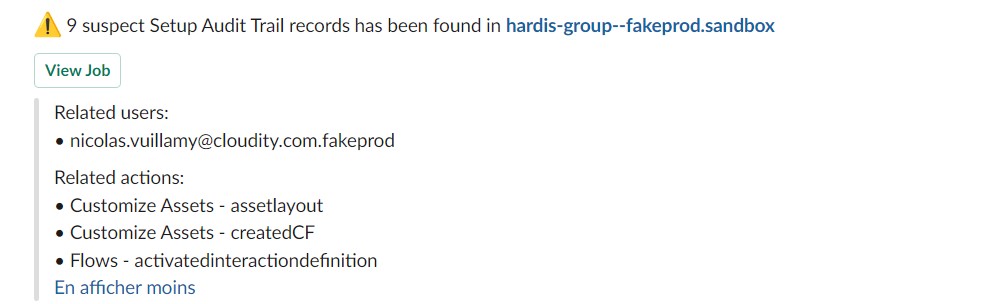 ⚠️ 9 suspect Setup Audit Trail records has been found in hardis-group--fakeprod.sandbox
View Job
Related users:
• nicolas.vuillamy@cloudity.com.fakeprod
Related actions:
• Customize Assets - assetlayout
• Customize Assets - createdCF
• Flows - activatedinteractiondefinition
En afficher moins